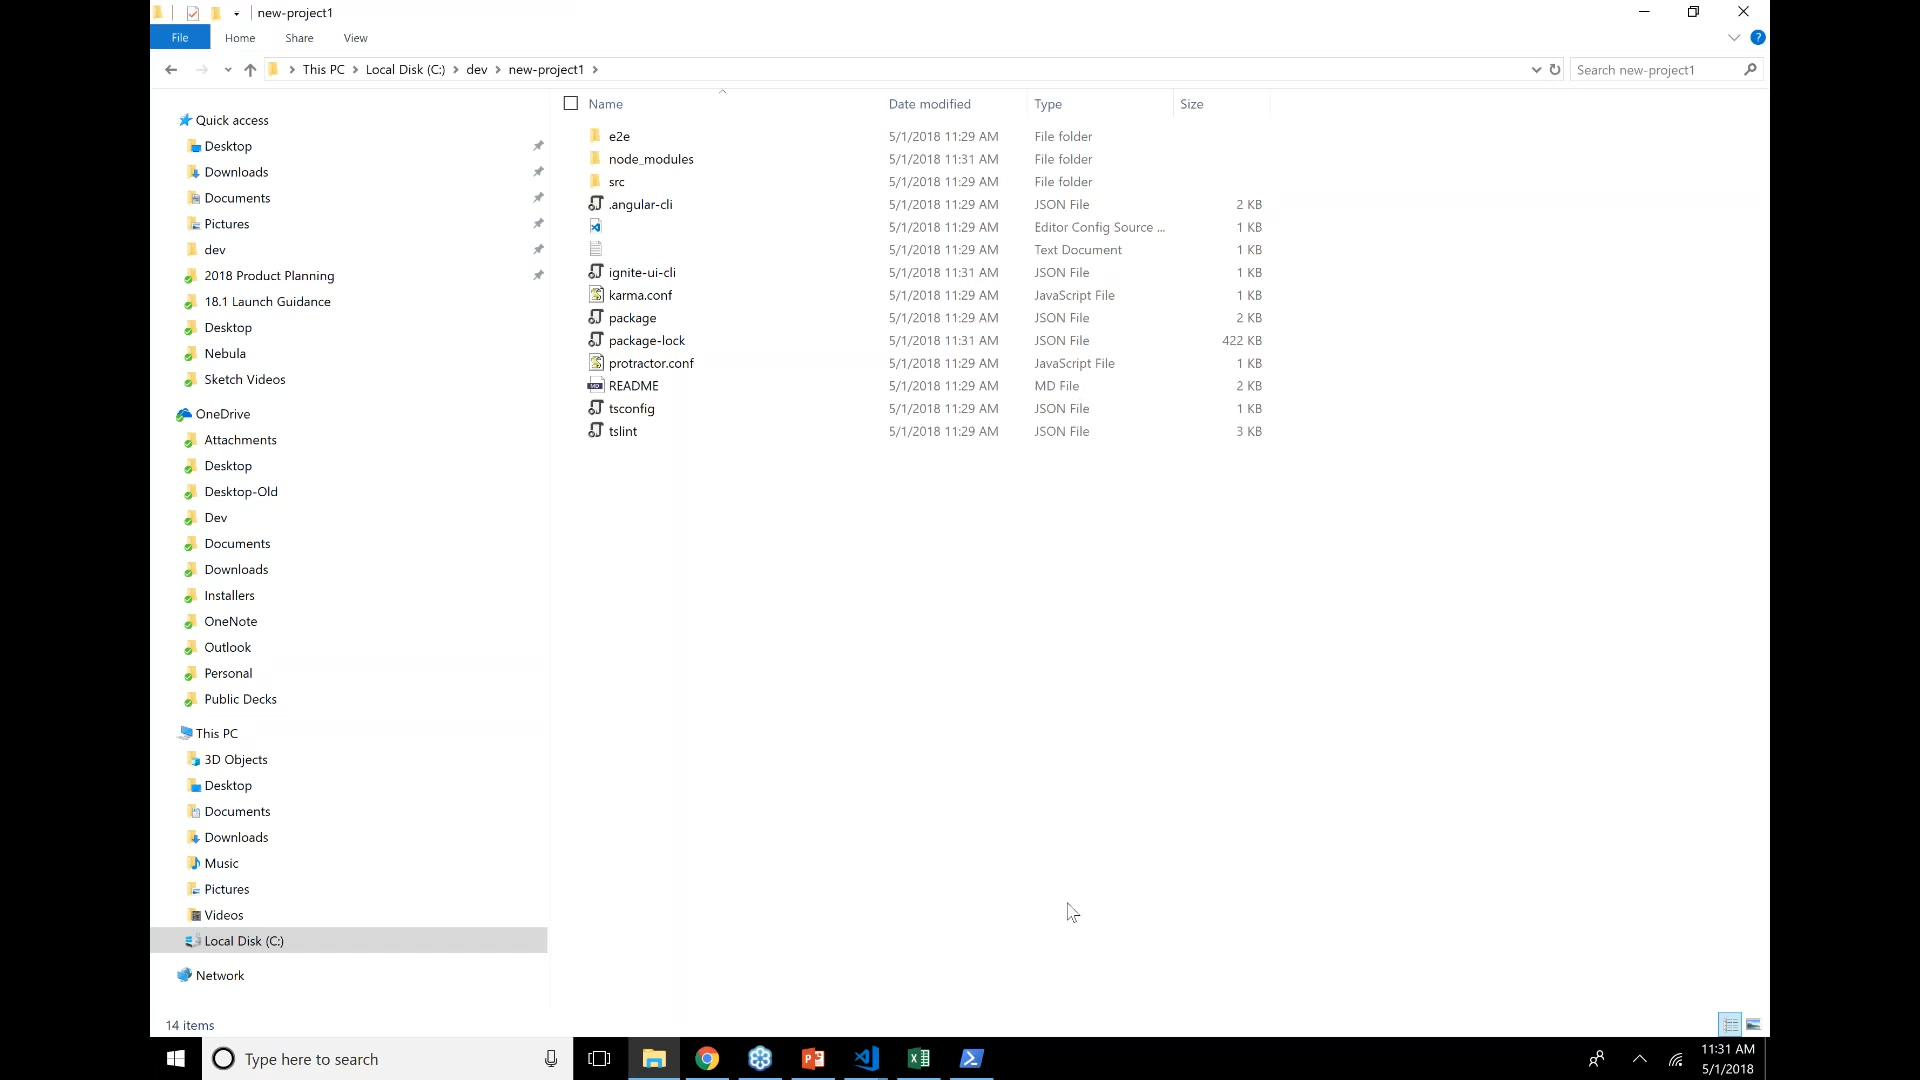 new-project1
File Home Share View
This PC Local Disk (C:) dev new-project1
Search new-project1
Name Date modified Type Size
e2e 5/1/2018 11:29 AM File folder
node_modules 5/1/2018 11:31 AM File folder
src 5/1/2018 11:29 AM File folder
.angular-cli 5/1/2018 11:29 AM JSON File 2 KB
5/1/2018 11:29 AM Editor Config Source ... 1 KB
5/1/2018 11:29 AM Text Document 1 KB
ignite-ui-cli 5/1/2018 11:31 AM JSON File 1 KB
karma.conf 5/1/2018 11:29 AM JavaScript File 1 KB
package 5/1/2018 11:29 AM JSON File 2 KB
package-lock 5/1/2018 11:31 AM JSON File 422 KB
protractor.conf 5/1/2018 11:29 AM JavaScript File 1 KB
README 5/1/2018 11:29 AM MD File 2 KB
tsconfig 5/1/2018 11:29 AM JSON File 1 KB
tslint 5/1/2018 11:29 AM JSON File 3 KB
Quick access
Desktop
Downloads
Documents
Pictures
dev
2018 Product Planning
18.1 Launch Guidance
Desktop
Nebula
Sketch Videos
OneDrive
Attachments
Desktop
Desktop-Old
Dev
Documents
Downloads
Installers
OneNote
Outlook
Personal
Public Decks
This PC
3D Objects
Desktop
Documents
Downloads
Music
Pictures
Videos
Local Disk (C:)
Network
14 items
Type here to search
11:31 AM
5/1/2018